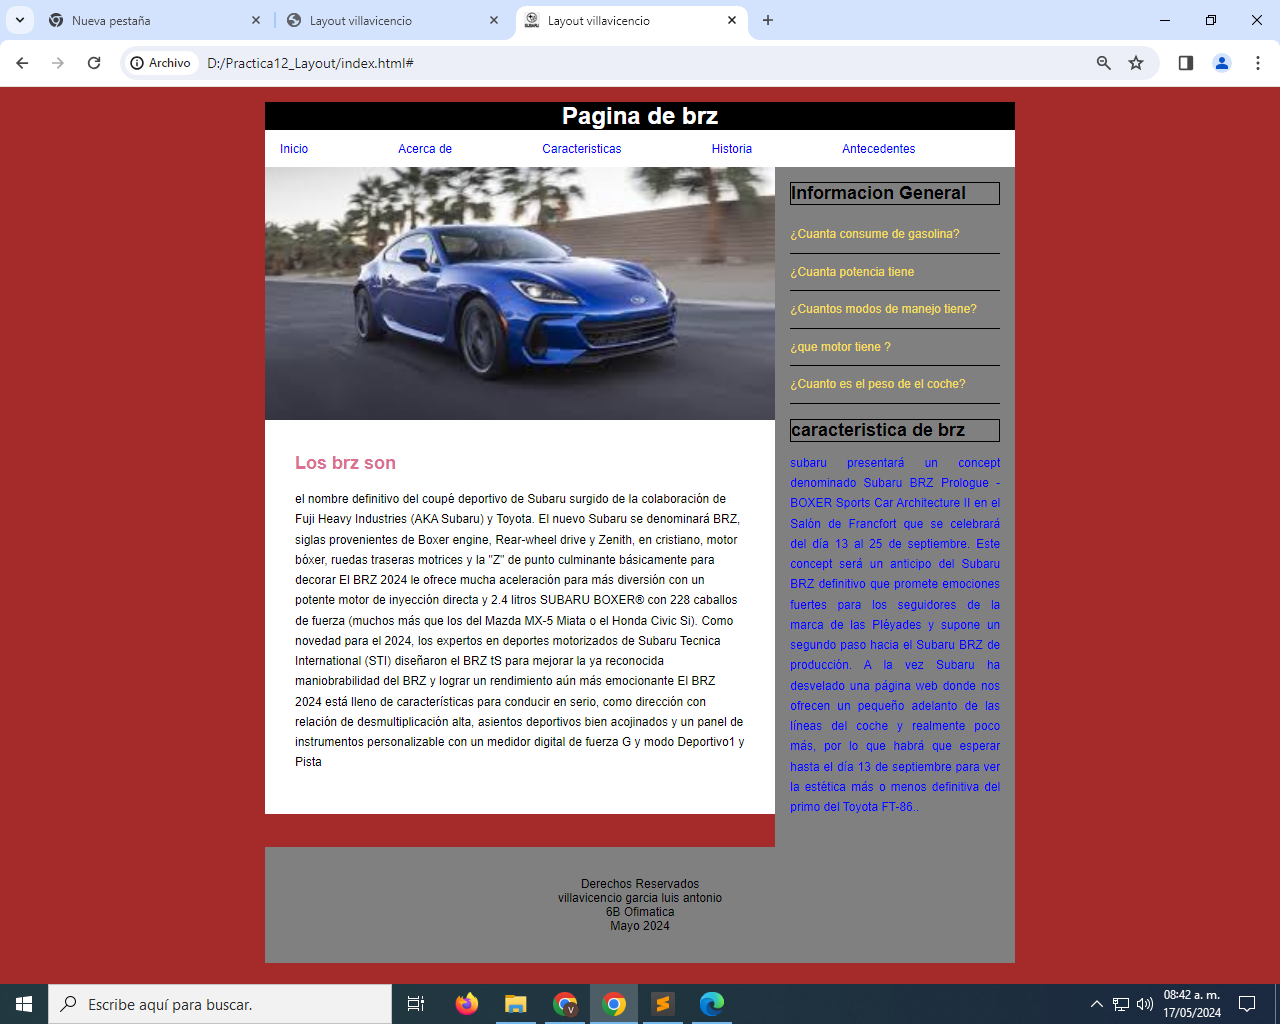 Nueva pestaña
Layout villavicencio
Layout villavicencio
Archivo
D:/Practica12_Layout/index.html#
Pagina de brz
Inicio
Acerca de
Caracteristicas
Historia
Antecedentes
Los brz son
el nombre definitivo del coupé deportivo de Subaru surgido de la colaboración de
Fuji Heavy Industries (AKA Subaru) y Toyota. El nuevo Subaru se denominará BRZ,
siglas provenientes de Boxer engine, Rear-wheel drive y Zenith, en cristiano, motor
bóxer, ruedas traseras motrices y la "Z" de punto culminante básicamente para
decorar El BRZ 2024 le ofrece mucha aceleración para más diversión con un
potente motor de inyección directa y 2.4 litros SUBARU BOXER® con 228 caballos
de fuerza (muchos más que los del Mazda MX-5 Miata o el Honda Civic Si). Como
novedad para el 2024, los expertos en deportes motorizados de Subaru Tecnica
International (STI) diseñaron el BRZ tS para mejorar la ya reconocida
maniobrabilidad del BRZ y lograr un rendimiento aún más emocionante El BRZ
2024 está lleno de características para conducir en serio, como dirección con
relación de desmultiplicación alta, asientos deportivos bien acojinados y un panel de
instrumentos personalizable con un medidor digital de fuerza G y modo Deportivo1 y
Pista
Informacion General
¿Cuanta consume de gasolina?
¿Cuanta potencia tiene
¿Cuantos modos de manejo tiene?
¿que motor tiene ?
¿Cuanto es el peso de el coche?
caracteristica de brz
subaru presentará un concept
denominado Subaru BRZ Prologue -
BOXER Sports Car Architecture II en el
Salón de Francfort que se celebrará
del día 13 al 25 de septiembre. Este
concept será un anticipo del Subaru
BRZ definitivo que promete emociones
fuertes para los seguidores de la
marca de las Pléyades y supone un
segundo paso hacia el Subaru BRZ de
producción. A la vez Subaru ha
desvelado una página web donde nos
ofrecen un pequeño adelanto de las
líneas del coche y realmente poco
más, por lo que habrá que esperar
hasta el día 13 de septiembre para ver
la estética más o menos definitiva del
primo del Toyota FT-86..
Derechos Reservados
villavicencio garcia luis antonio
6B Ofimatica
Mayo 2024
Escribe aquí para buscar.
08:42 a. m.
17/05/2024